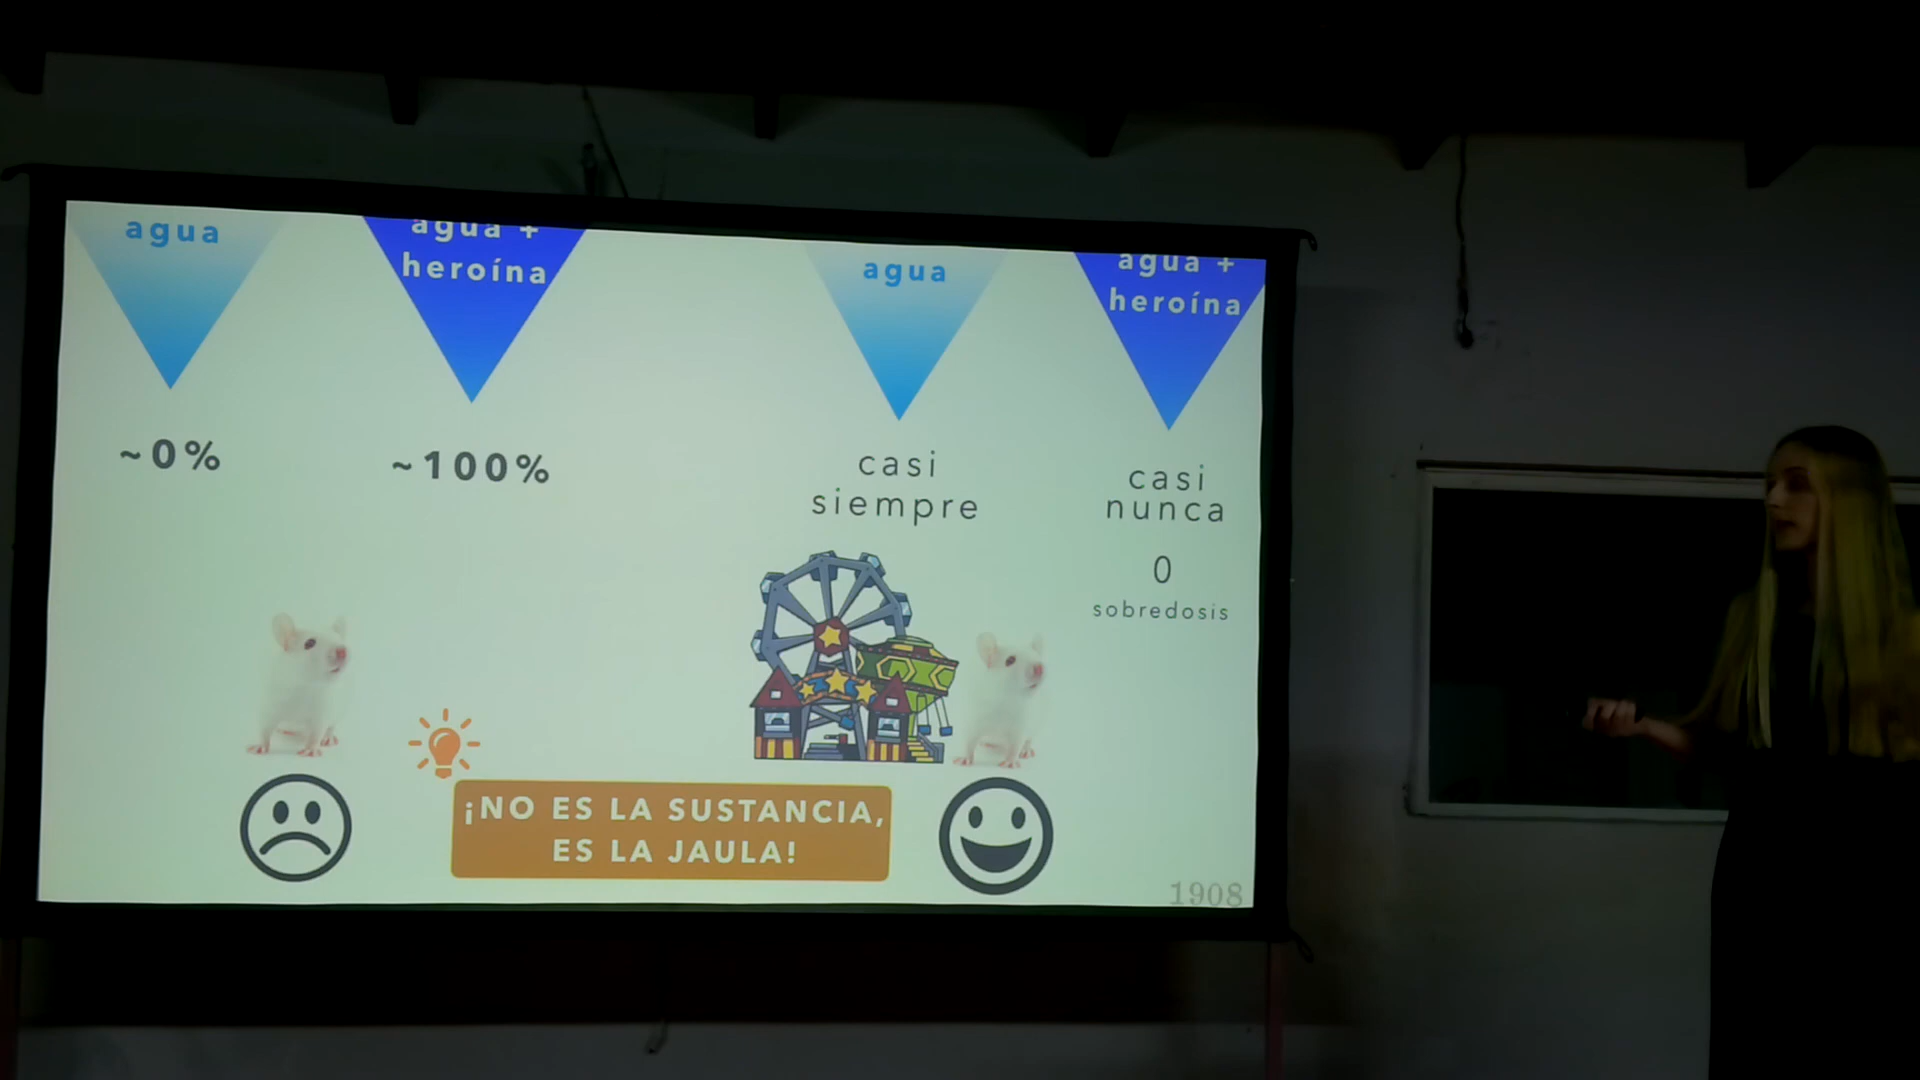 agua
agua +
heroína
agua
agua +
heroína
~0%
~100%
casi
siempre
casi
nunca
0
sobredosis
¡NO ES LA SUSTANCIA,
ES LA JAULA!
1908